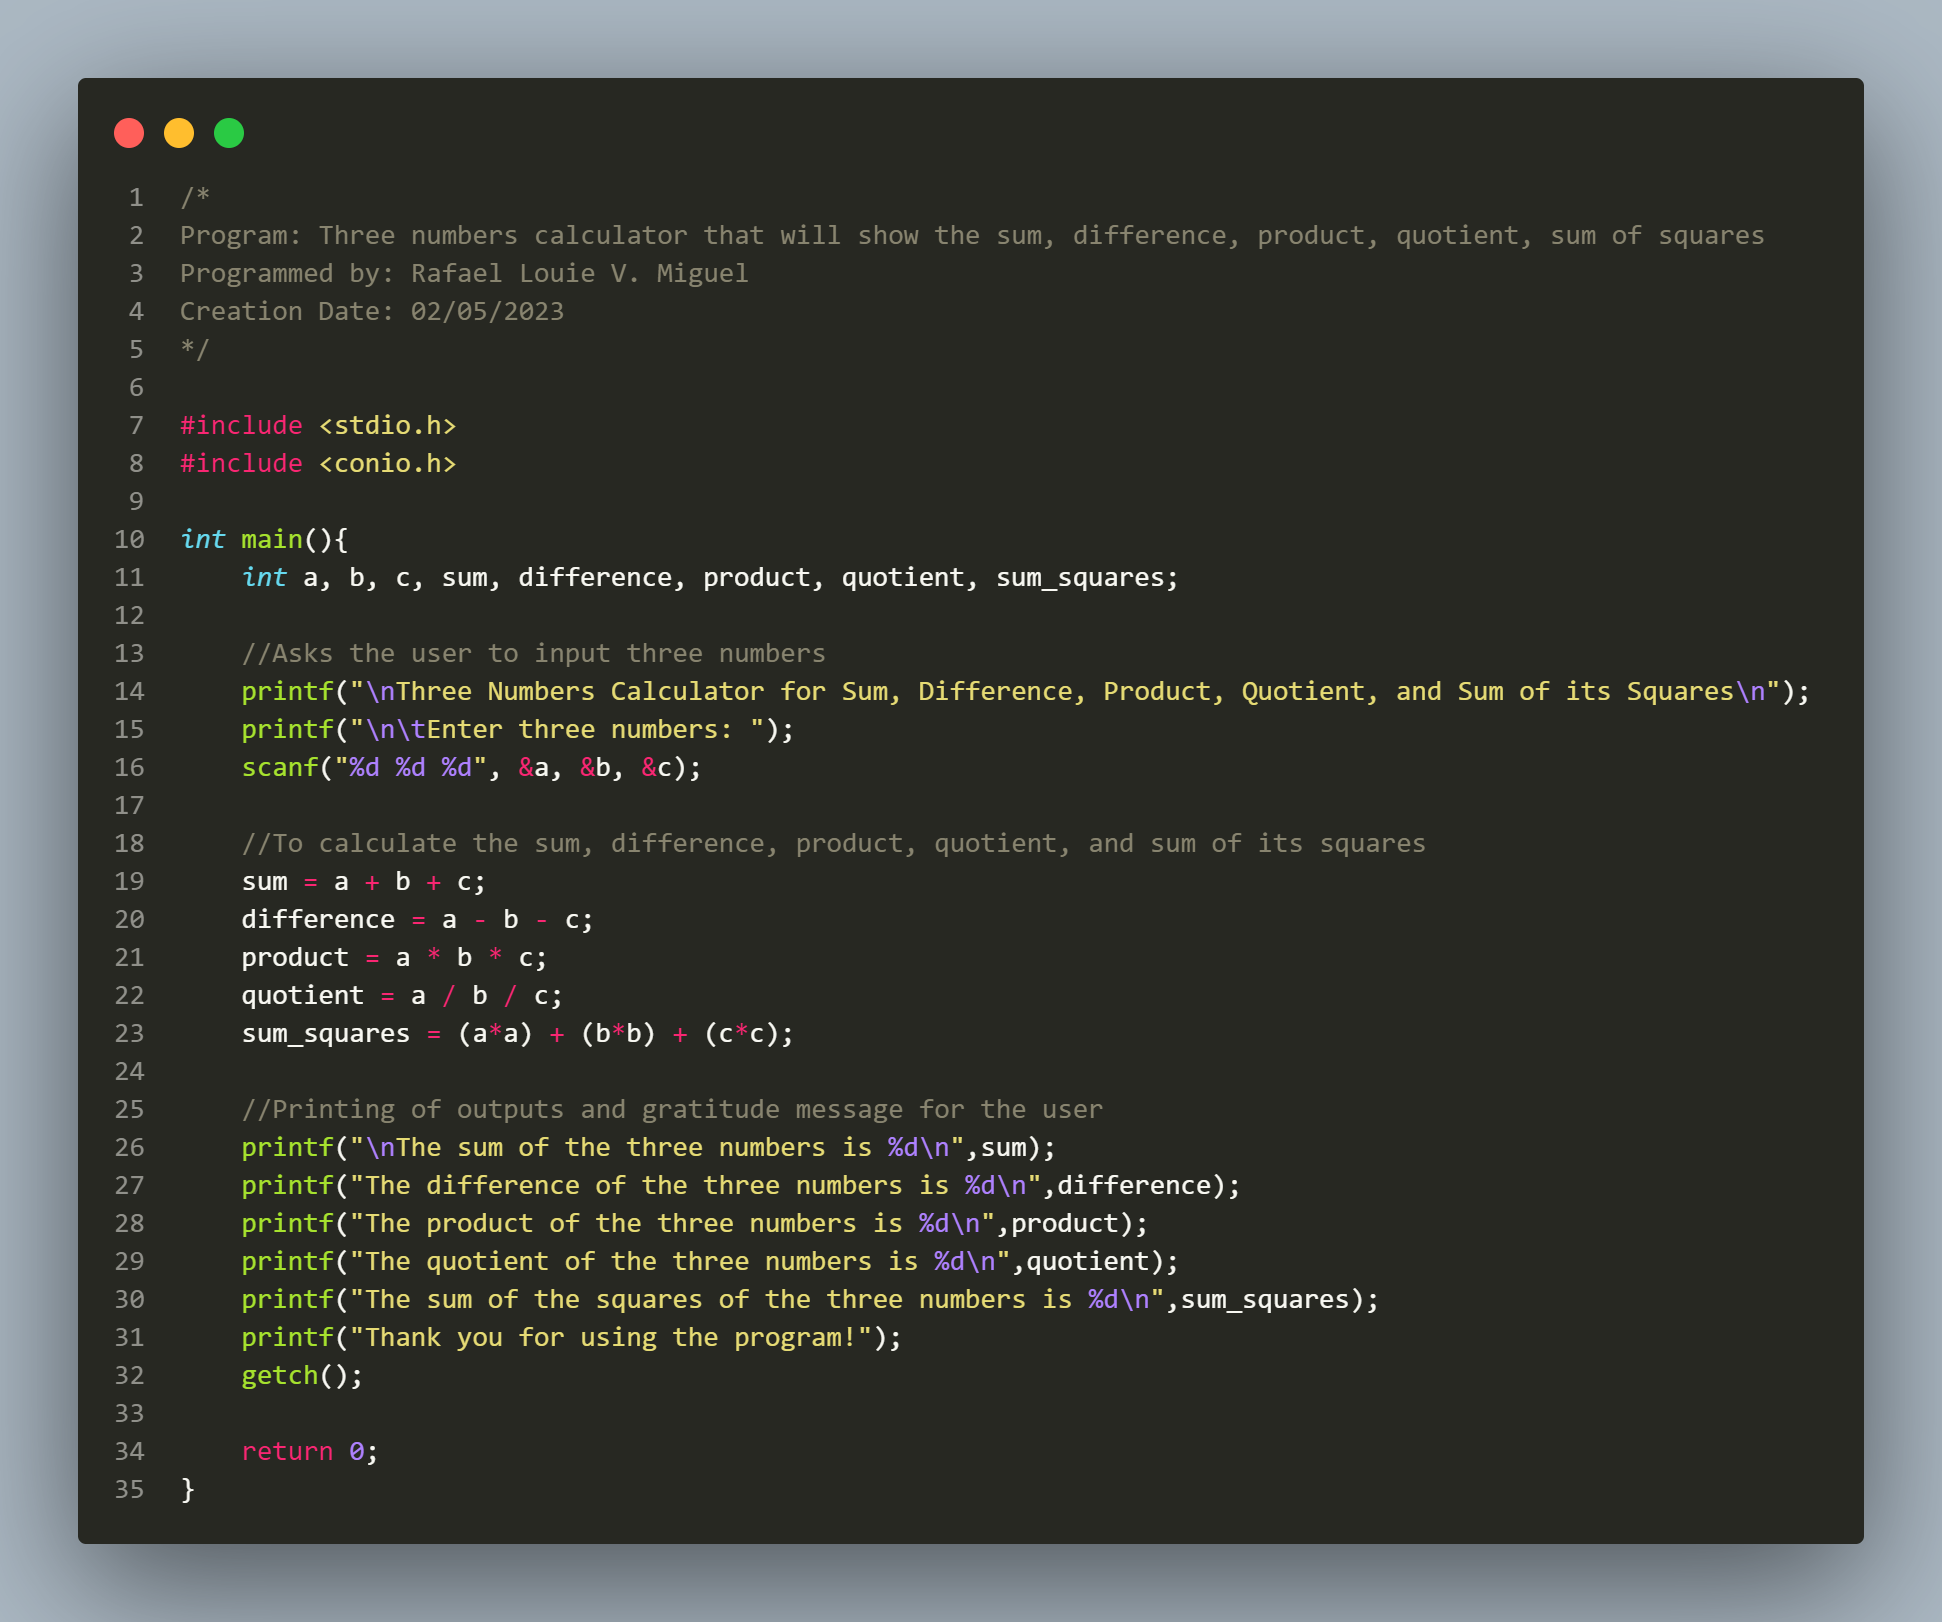 1 /*
2 Program: Three numbers calculator that will show the sum, difference, product, quotient, sum of squares
3 Programmed by: Rafael Louie V. Miguel
4 Creation Date: 02/05/2023
5 */
6
7 #include <stdio.h>
8 #include <conio.h>
9
10 int main(){
11     int a, b, c, sum, difference, product, quotient, sum_squares;
12
13     //Asks the user to input three numbers
14     printf("\nThree Numbers Calculator for Sum, Difference, Product, Quotient, and Sum of its Squares\n");
15     printf("\n\tEnter three numbers: ");
16     scanf("%d %d %d", &a, &b, &c);
17
18     //To calculate the sum, difference, product, quotient, and sum of its squares
19     sum = a + b + c;
20     difference = a - b - c;
21     product = a * b * c;
22     quotient = a / b / c;
23     sum_squares = (a*a) + (b*b) + (c*c);
24
25     //Printing of outputs and gratitude message for the user
26     printf("\nThe sum of the three numbers is %d\n",sum);
27     printf("The difference of the three numbers is %d\n",difference);
28     printf("The product of the three numbers is %d\n",product);
29     printf("The quotient of the three numbers is %d\n",quotient);
30     printf("The sum of the squares of the three numbers is %d\n",sum_squares);
31     printf("Thank you for using the program!");
32     getch();
33
34     return 0;
35 }